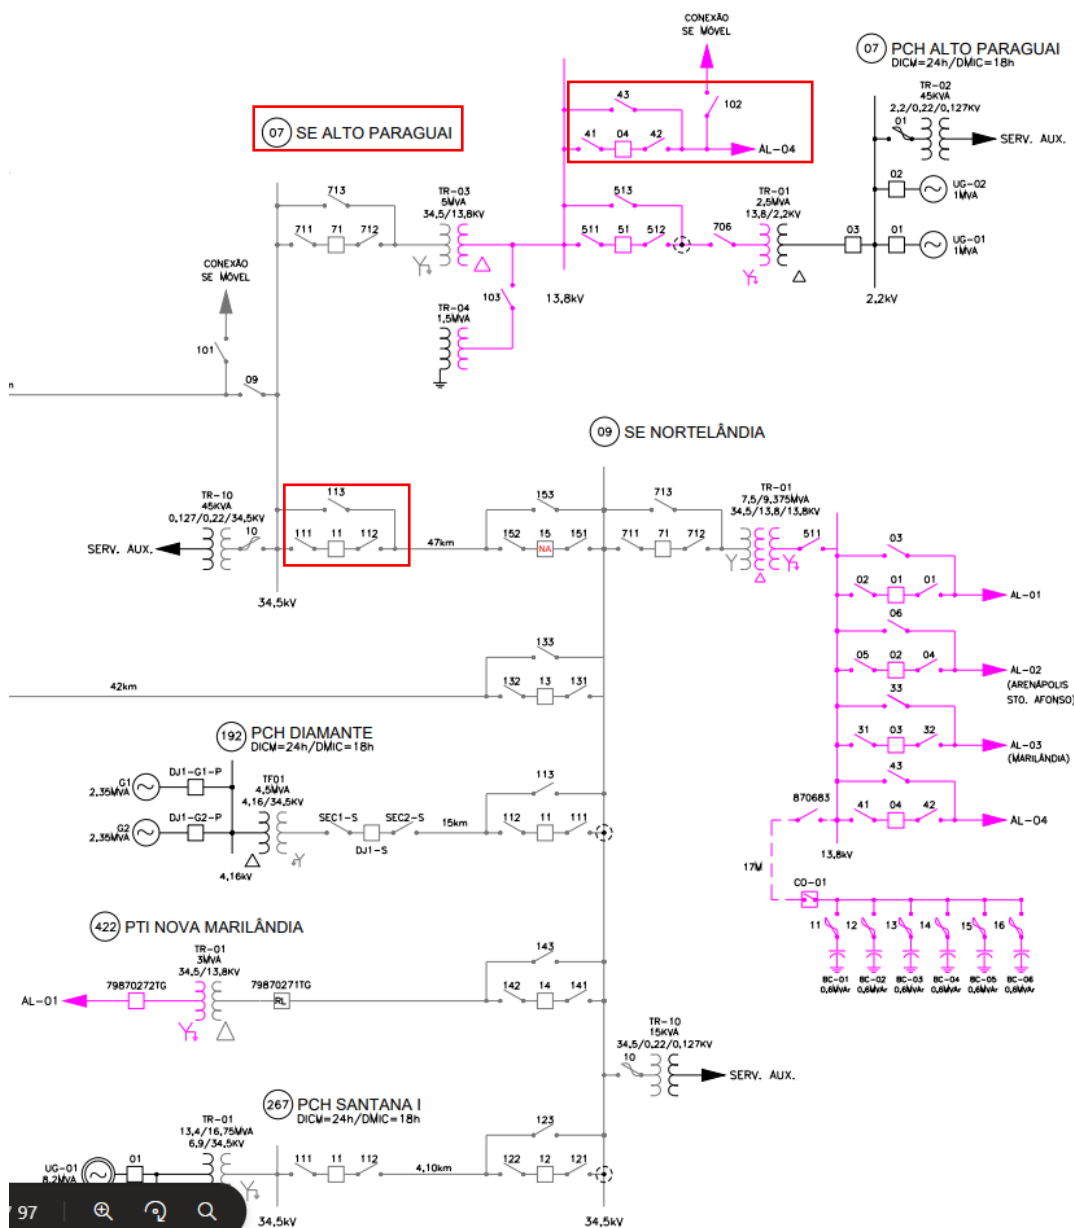 CONEXÃO
SE MÓVEL
07 PCH ALTO PARAGUAI
DICM=24h/DMIC=18h
TR-02
45KVA
2,2/0,22/0,127KV
01
SERV. AUX.
43
102
41 04 42
AL-04
07 SE ALTO PARAGUAI
02
UG-02
1MVA
713
TR-03
5MVA
34,5/13,8KV
513
TR-01
2,5MVA
13,8/2,2KV
711 71 712
511 51 512
706
03
01
UG-01
1MVA
CONEXÃO
SE MÓVEL
103
13,8kV
2,2kV
TR-04
1,5MVA
101
09
09 SE NORTELÂNDIA
TR-10
45KVA
0,127/0,22/34,5KV
10
SERV. AUX.
113
111 11 112
47km
153
152 15 151
NA
713
711 71 712
TR-01
7,5/9,375MVA
34,5/13,8/13,8KV
511
03
02 01 01
AL-01
34,5kV
06
05 02 04
AL-02
(ARENÁPOLIS
STO. AFONSO)
133
42km
132 13 131
33
31 03 32
AL-03
(MARILÂNDIA)
192 PCH DIAMANTE
DICM=24h/DMIC=18h
G1
2,35MVA
DJ1-G1-P
TF01
4,5MVA
4,16/34,5KV
113
43
G2
2,35MVA
DJ1-G2-P
SEC1-S SEC2-S
DJ1-S
15km
112 11 111
870683
41 04 42
AL-04
4,16kV
13,8kV
17M
CO-01
422 PTI NOVA MARILÂNDIA
11 12 13 14 15 16
TR-01
3MVA
34,5/13,8KV
143
AL-01
79870272TG
79870271TG
RL
142 14 141
BC-01 BC-02 BC-03 BC-04 BC-05 BC-06
0,6MVAr 0,6MVAr 0,6MVAr 0,6MVAr 0,6MVAr 0,6MVAr
TR-10
15KVA
34,5/0,22/0,127KV
10
SERV. AUX.
267 PCH SANTANA I
DICM=24h/DMIC=18h
TR-01
13,4/16,75MVA
6,9/34,5KV
123
UG-01
8,2MVA
01
111 11 112
4,10km
122 12 121
34,5kV
34,5kV
/ 97